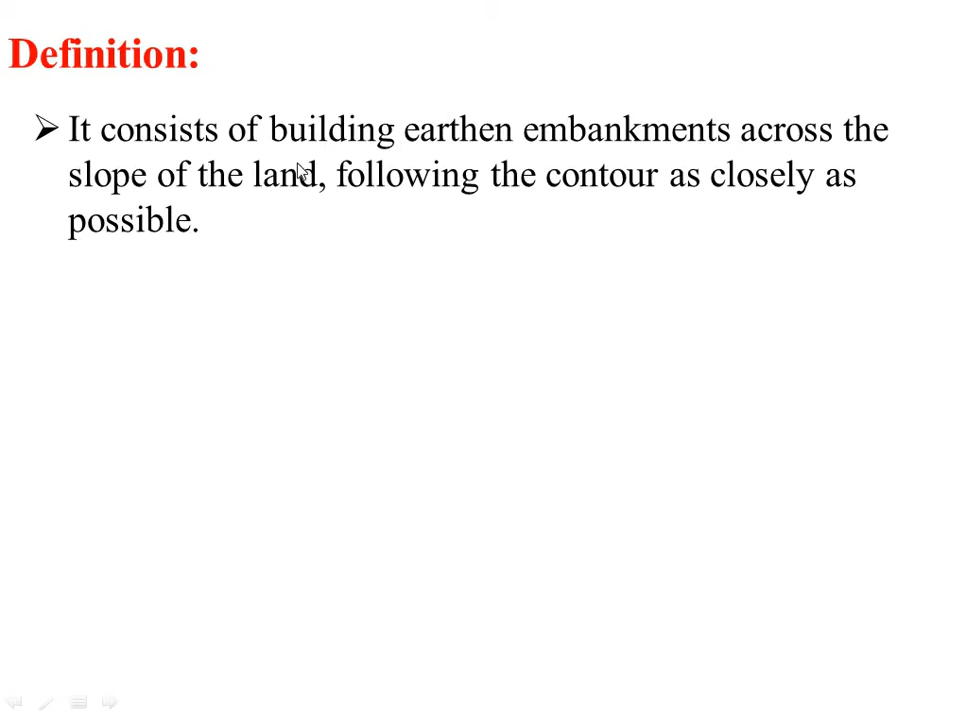 Definition:
➢ It consists of building earthen embankments across the
slope of the land, following the contour as closely as
possible.